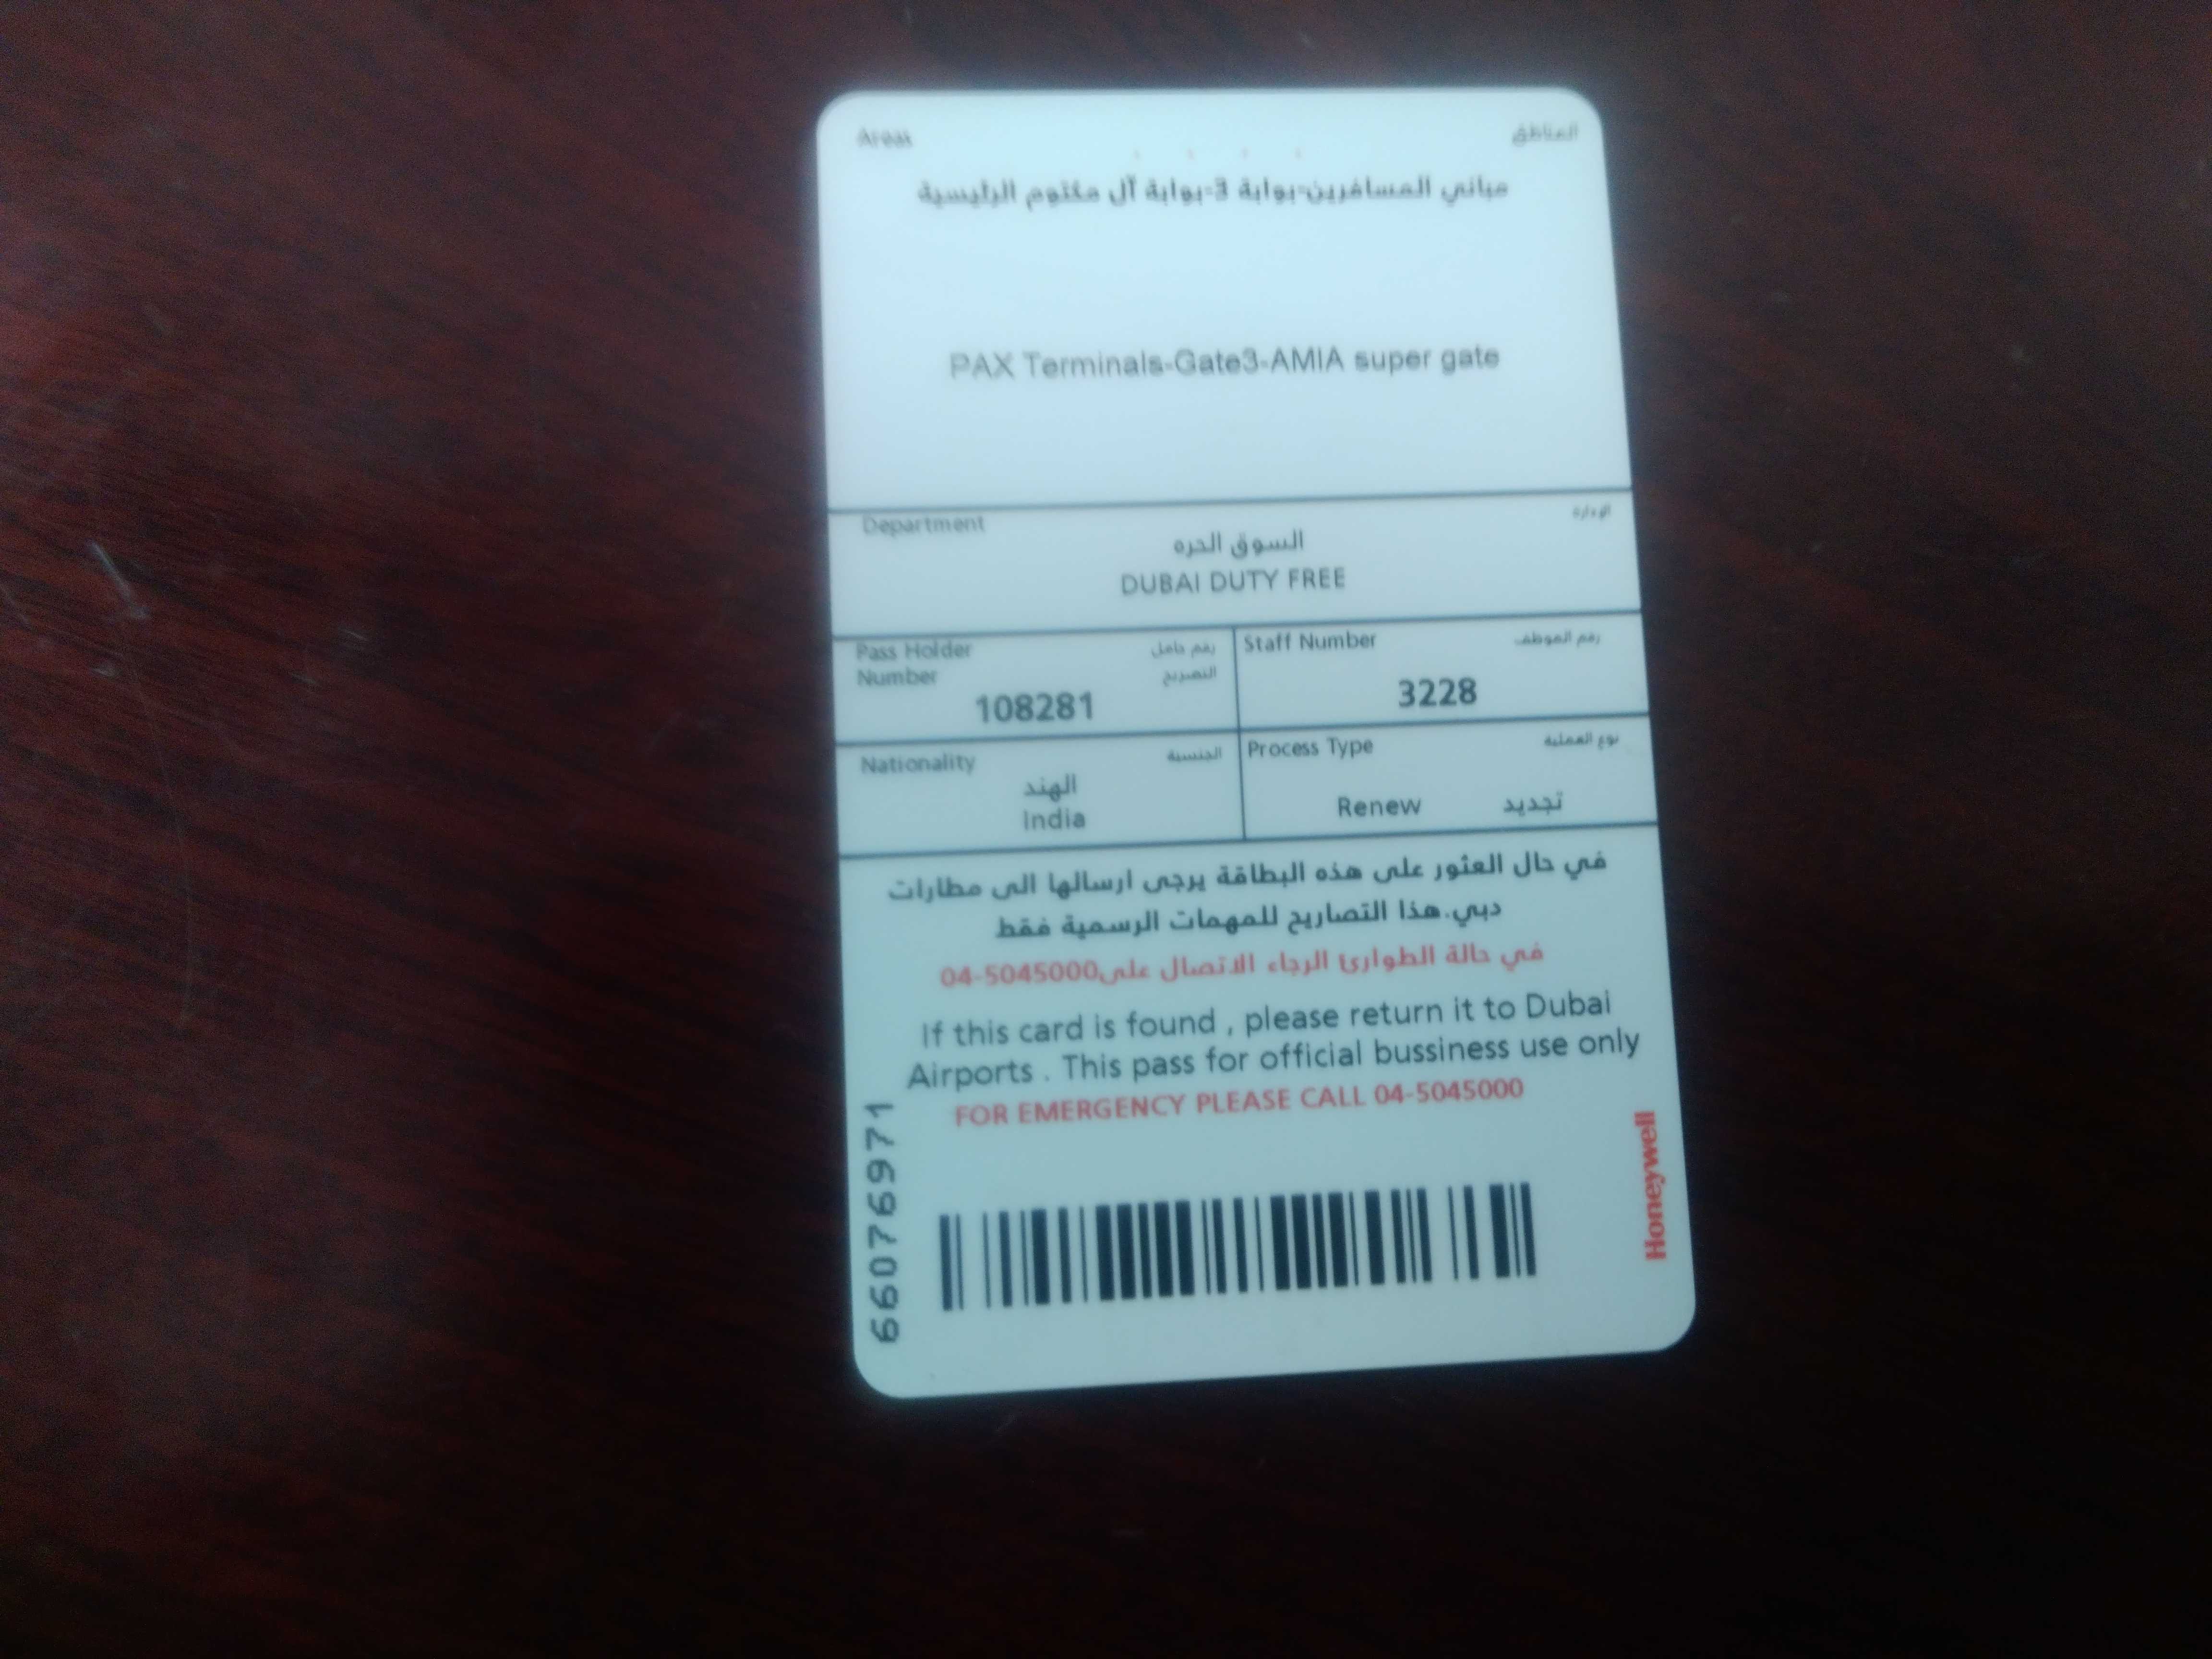 Areas المناطق
مباني المسافرين-بوابة 3-بوابة آل مكتوم الرئيسية
PAX Terminals-Gate3-AMIA super gate
Department الإدارة
السوق الحره
DUBAI DUTY FREE
Pass Holder رقم حامل
Number التصريح
108281
Staff Number رقم الموظف
3228
Nationality الجنسية
الهند
India
Process Type نوع العملية
Renew تجديد
في حال العثور على هذه البطاقة يرجى ارسالها الى مطارات
دبي.هذا التصاريح للمهمات الرسمية فقط
في حالة الطوارئ الرجاء الاتصال على04-5045000
If this card is found , please return it to Dubai
Airports . This pass for official bussiness use only
FOR EMERGENCY PLEASE CALL 04-5045000
66076971
Honeywell